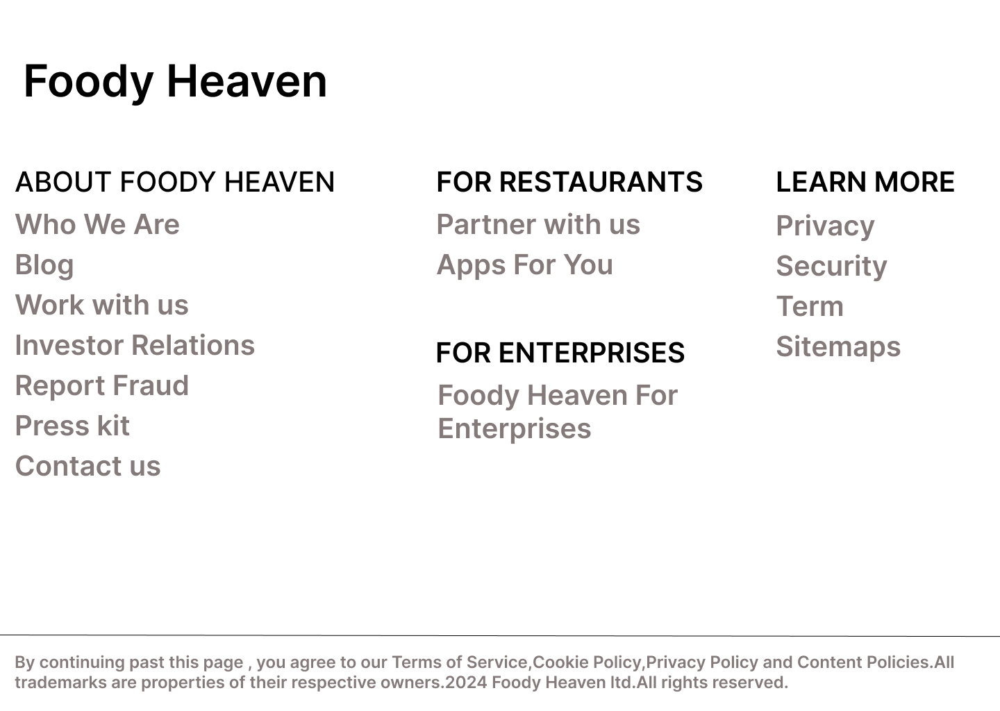 Foody Heaven
ABOUT FOODY HEAVEN
Who We Are
Blog
Work with us
Investor Relations
Report Fraud
Press kit
Contact us
FOR RESTAURANTS
Partner with us
Apps For You
FOR ENTERPRISES
Foody Heaven For
Enterprises
LEARN MORE
Privacy
Security
Term
Sitemaps
By continuing past this page , you agree to our Terms of Service,Cookie Policy,Privacy Policy and Content Policies.All
trademarks are properties of their respective owners.2024 Foody Heaven ltd.All rights reserved.